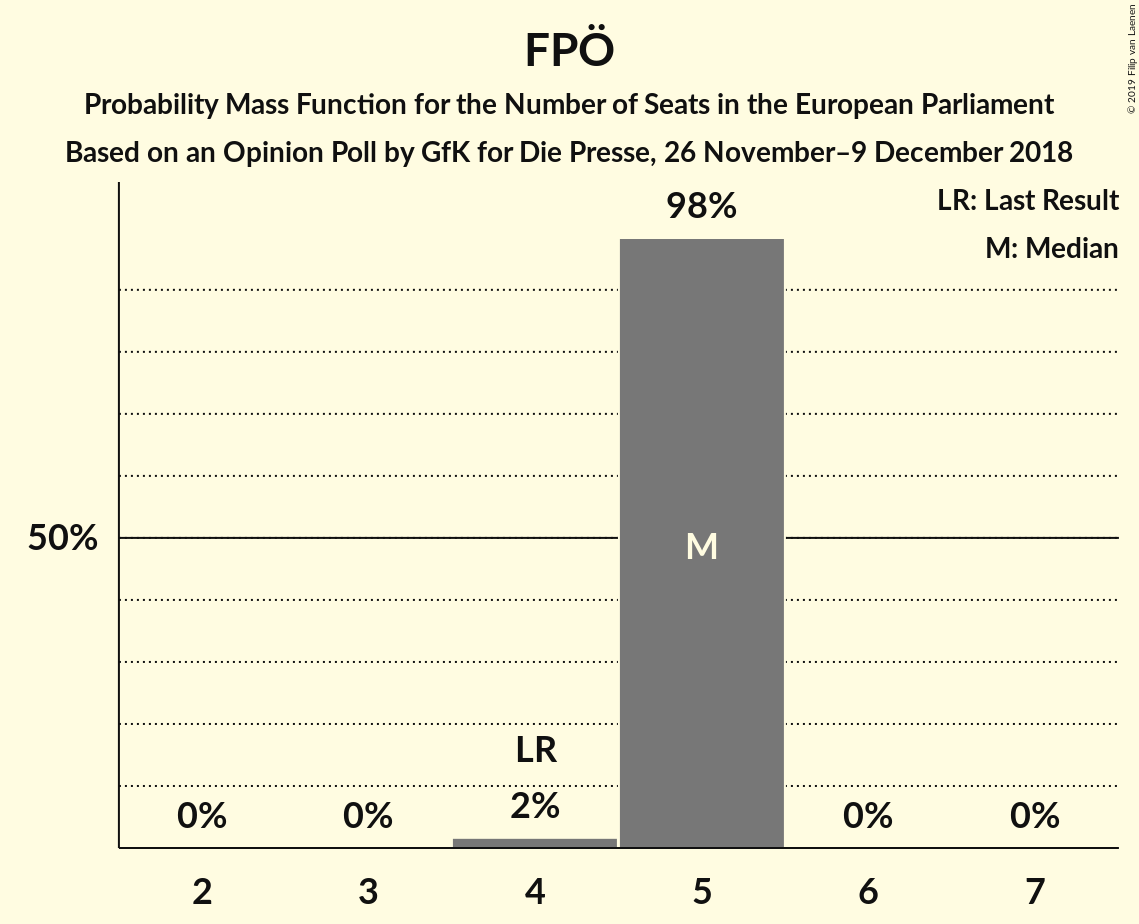 FPÖ
Probability Mass Function for the Number of Seats in the European Parliament
Based on an Opinion Poll by GfK for Die Presse, 26 November–9 December 2018
© 2019 Filip van Laenen
LR: Last Result
M: Median
98%
50%
M
LR
0%
0%
2%
0%
0%
2
3
4
5
6
7